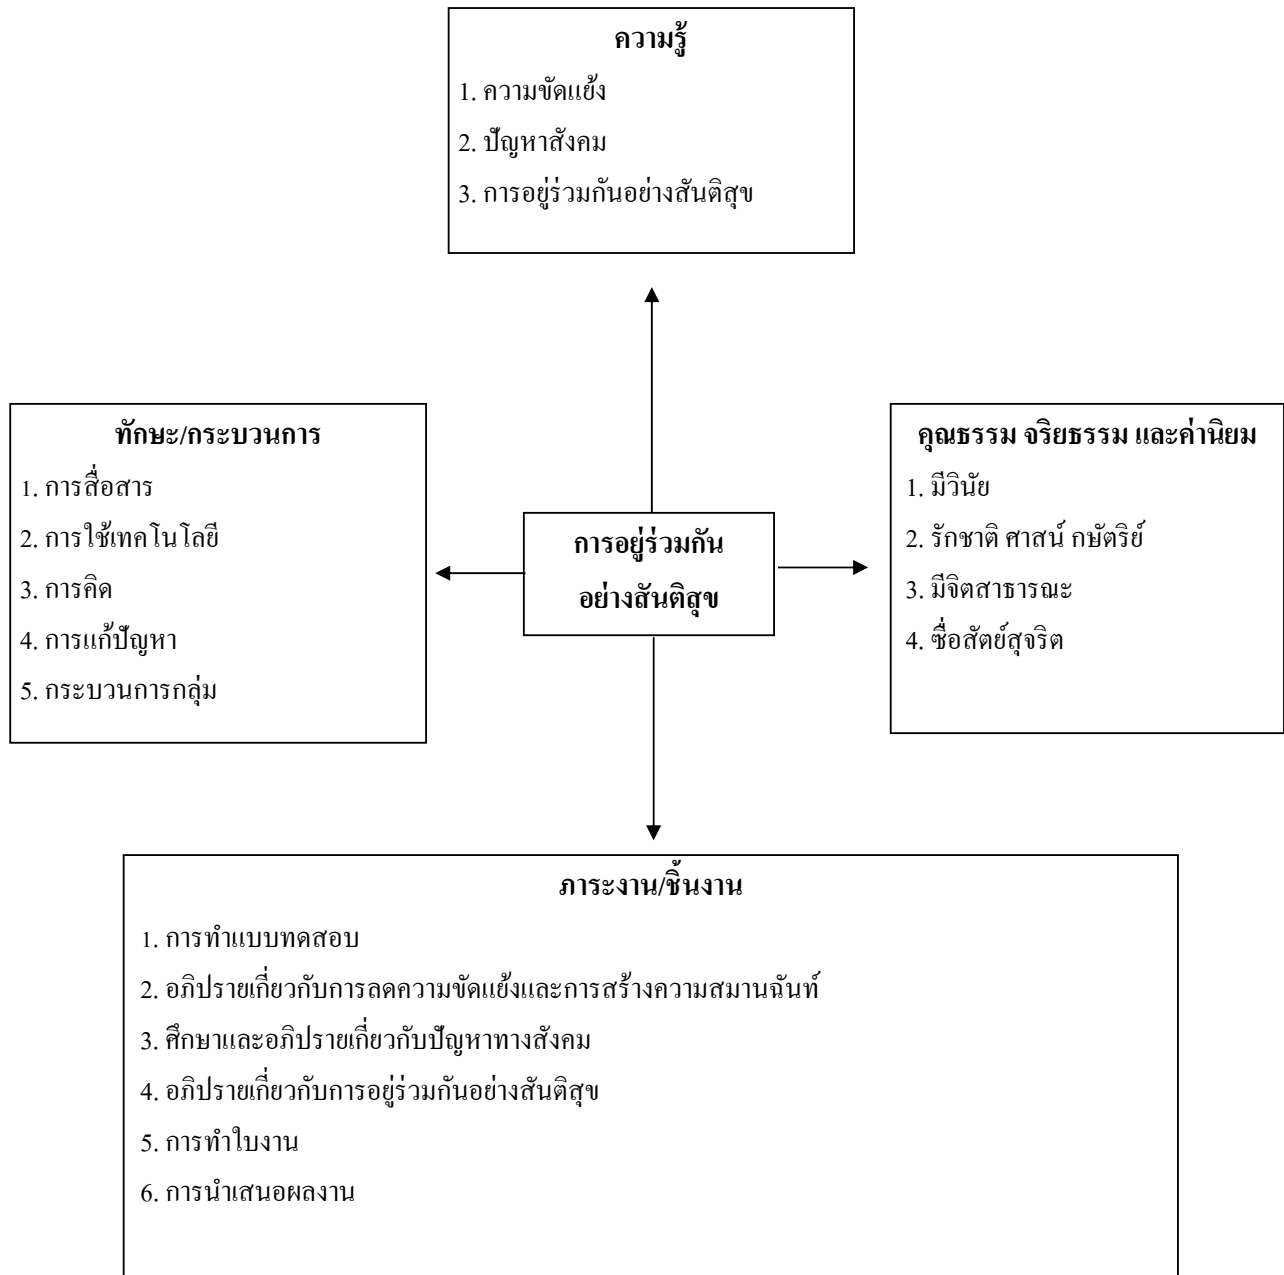 ความรู้
1. ความขัดแย้ง
2. ปัญหาสังคม
3. การอยู่ร่วมกันอย่างสันติสุข
ทักษะ/กระบวนการ
1. การสื่อสาร
2. การใช้เทคโนโลยี
3. การคิด
4. การแก้ปัญหา
5. กระบวนการกลุ่ม
การอยู่ร่วมกัน
อย่างสันติสุข
คุณธรรม จริยธรรม และค่านิยม
1. มีวินัย
2. รักชาติ ศาสน์ กษัตริย์
3. มีจิตสาธารณะ
4. ซื่อสัตย์สุจริต
ภาระงาน/ชิ้นงาน
1. การทำแบบทดสอบ
2. อภิปรายเกี่ยวกับการลดความขัดแย้งและการสร้างความสมานฉันท์
3. ศึกษาและอภิปรายเกี่ยวกับปัญหาทางสังคม
4. อภิปรายเกี่ยวกับการอยู่ร่วมกันอย่างสันติสุข
5. การทำใบงาน
6. การนำเสนอผลงาน